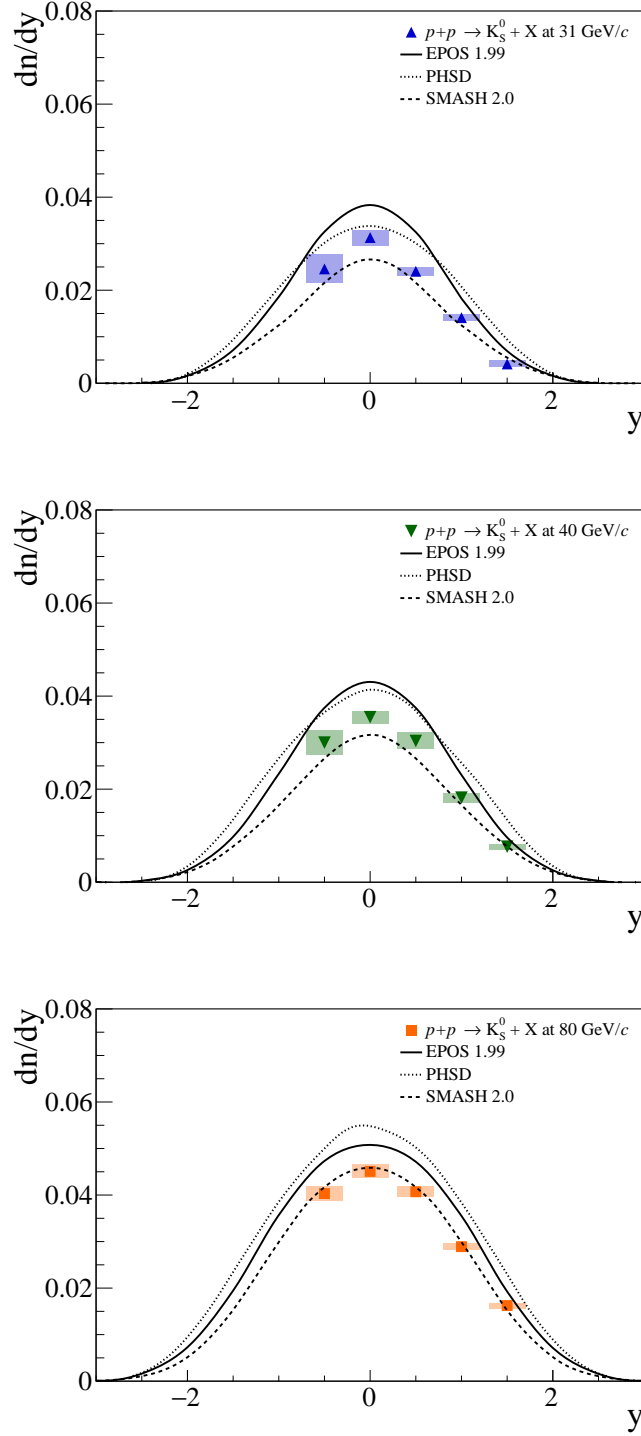 dn/dy
0.08
0.06
0.04
0.02
0
p+p → K⁰_S + X at 31 GeV/c
EPOS 1.99
PHSD
SMASH 2.0
−2
0
2
y
dn/dy
0.08
0.06
0.04
0.02
0
p+p → K⁰_S + X at 40 GeV/c
EPOS 1.99
PHSD
SMASH 2.0
−2
0
2
y
dn/dy
0.08
0.06
0.04
0.02
0
p+p → K⁰_S + X at 80 GeV/c
EPOS 1.99
PHSD
SMASH 2.0
−2
0
2
y